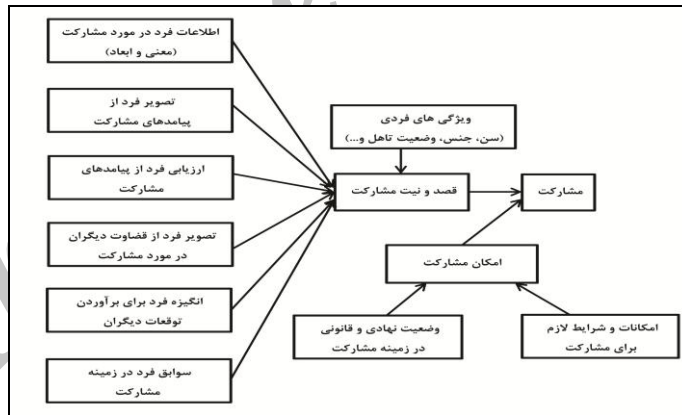 اطلاعات فرد در مورد مشارکت
(معنی و ابعاد)
تصویر فرد از
پیامدهای مشارکت
ارزیابی فرد از پیامدهای
مشارکت
تصویر فرد از قضاوت دیگران
در مورد مشارکت
انگیزه فرد برای برآوردن
توقعات دیگران
سوابق فرد در زمینه
مشارکت
ویژگی های فردی
(سن، جنس، وضعیت تاهل و...)
قصد و نیت مشارکت
مشارکت
امکان مشارکت
وضعیت نهادی و قانونی
در زمینه مشارکت
امکانات و شرایط لازم
برای مشارکت